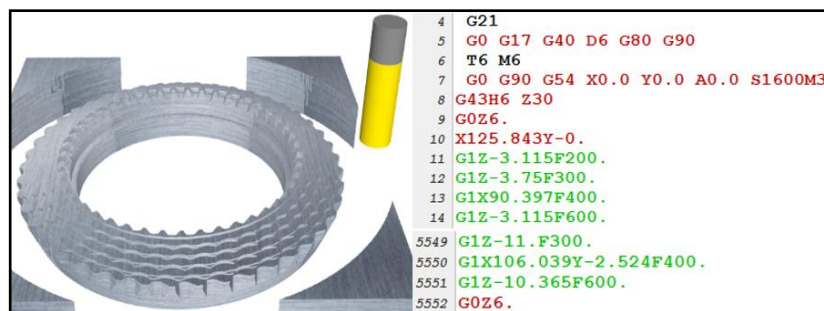 4 G21
5 G0 G17 G40 D6 G80 G90
6 T6 M6
7 G0 G90 G54 X0.0 Y0.0 A0.0 S1600M3
8 G43H6 Z30
9 G0Z6.
10 X125.843Y-0.
11 G1Z-3.115F200.
12 G1Z-3.75F300.
13 G1X90.397F400.
14 G1Z-3.115F600.
5549 G1Z-11.F300.
5550 G1X106.039Y-2.524F400.
5551 G1Z-10.365F600.
5552 G0Z6.